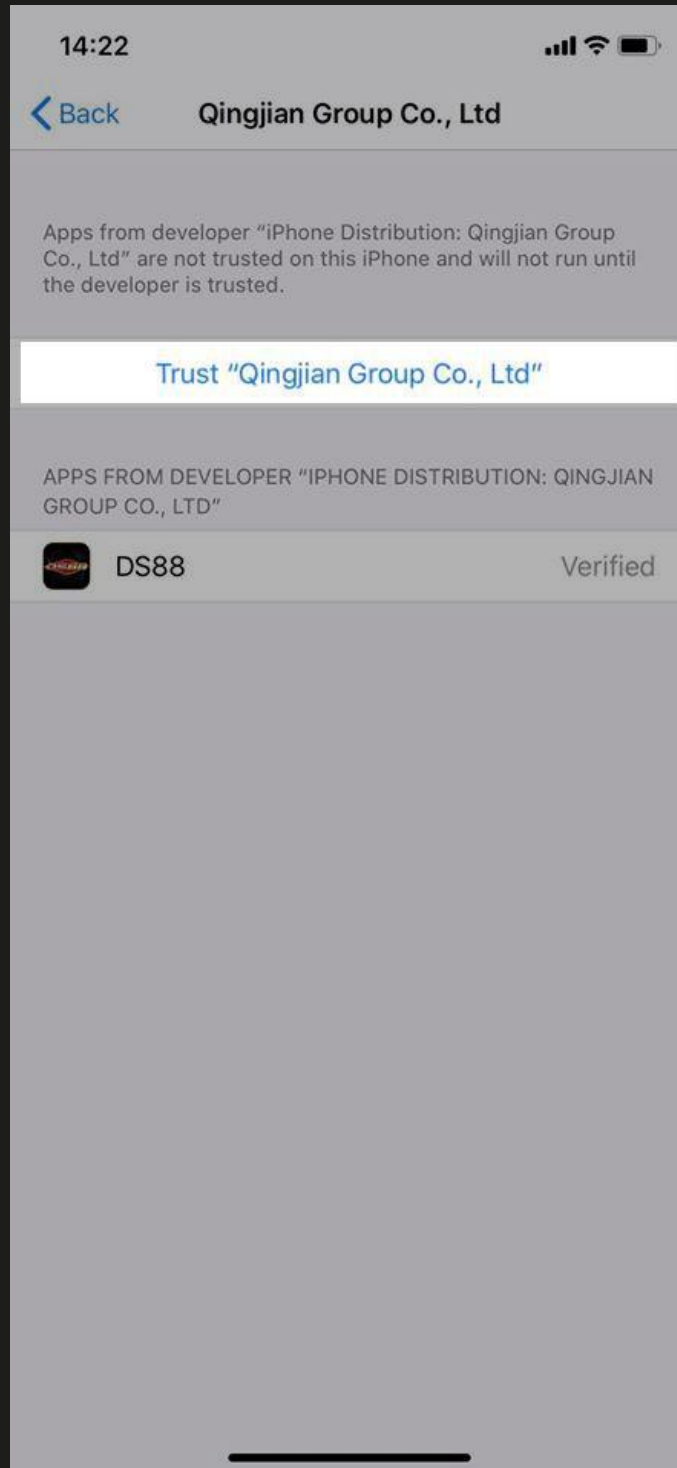 14:22
Back
Qingjian Group Co., Ltd
Apps from developer “iPhone Distribution: Qingjian Group
Co., Ltd” are not trusted on this iPhone and will not run until
the developer is trusted.
Trust “Qingjian Group Co., Ltd”
APPS FROM DEVELOPER “IPHONE DISTRIBUTION: QINGJIAN
GROUP CO., LTD”
DS88
DS88
Verified